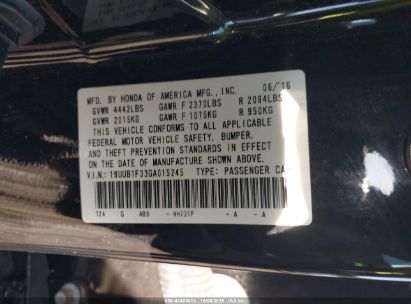 MFD. BY HONDA OF AMERICA MFG., INC. 06/'16
GVWR 4442LBS GAWR F 2370LBS R 2094LBS
GVWR 2015KG GAWR F 1075KG R 950KG
THIS VEHICLE CONFORMS TO ALL APPLICABLE
FEDERAL MOTOR VEHICLE SAFETY, BUMPER,
AND THEFT PREVENTION STANDARDS IN EFFECT
ON THE DATE OF MANUFACTURE SHOWN ABOVE.
V.I.N.: 19UUB1F33GA015245 TYPE: PASSENGER CAR
124 G AB9 - NH731P - A - A